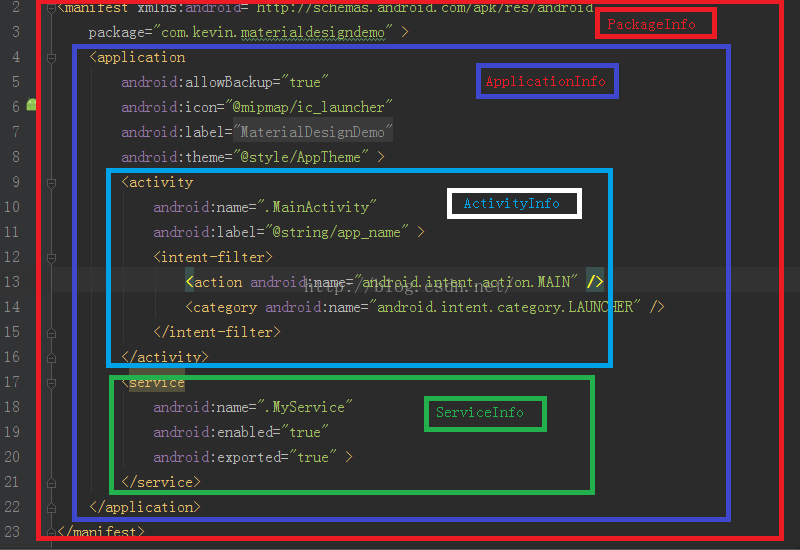 2 <manifest xmlns:android="http://schemas.android.com/apk/res/android
PackageInfo
3 package="com.kevin.materialdesigndemo" >
4 <application
5 android:allowBackup="true"
ApplicationInfo
6 android:icon="@mipmap/ic_launcher"
7 android:label="MaterialDesignDemo"
8 android:theme="@style/AppTheme" >
9 <activity
10 android:name=".MainActivity"
ActivityInfo
11 android:label="@string/app_name" >
12 <intent-filter>
13 <action android:name="android.intent.action.MAIN" />
http://blog.csdn.net/
14 <category android:name="android.intent.category.LAUNCHER" />
15 </intent-filter>
16 </activity>
17 <service
18 android:name=".MyService"
ServiceInfo
19 android:enabled="true"
20 android:exported="true" >
21 </service>
22 </application>
23 </manifest>